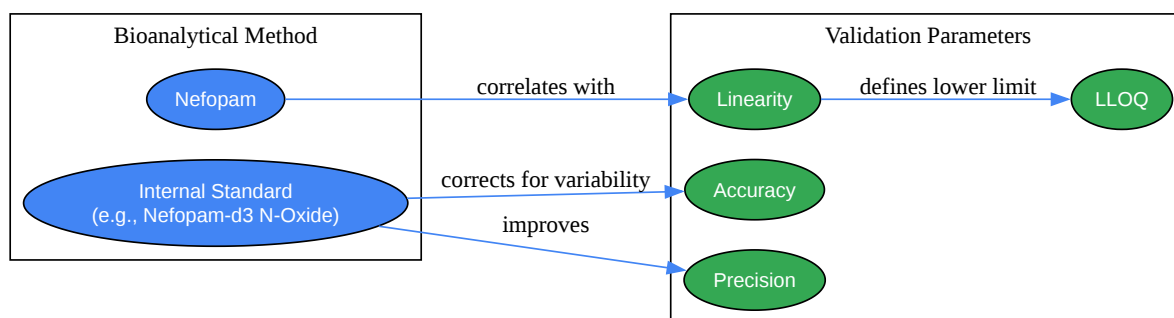 Bioanalytical Method
Nefopam
Internal Standard
(e.g., Nefopam-d3 N-Oxide)
correlates with
corrects for variability
improves
Validation Parameters
Linearity
defines lower limit
LLOQ
Accuracy
Precision